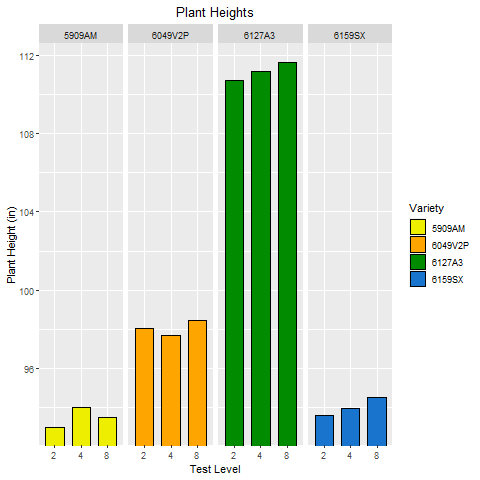 Plant Heights
5909AM 6049V2P 6127A3 6159SX
112
108
104
100
96
Plant Height (in)
2 4 8 2 4 8 2 4 8 2 4 8
Test Level
Variety
5909AM
6049V2P
6127A3
6159SX